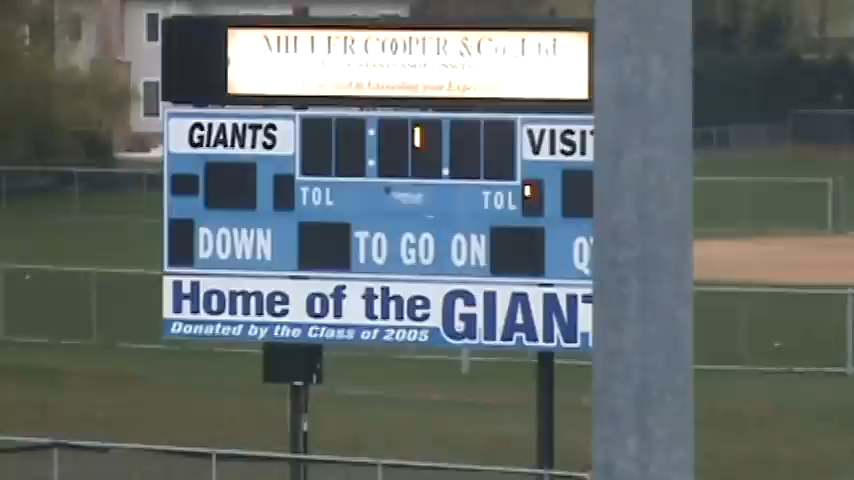 MILLER COOPER & Co., Ltd.
GIANTS
VISIT
TOL
TOL
DOWN
TO GO ON
Q
Home of the GIANT
Donated by the Class of 2005